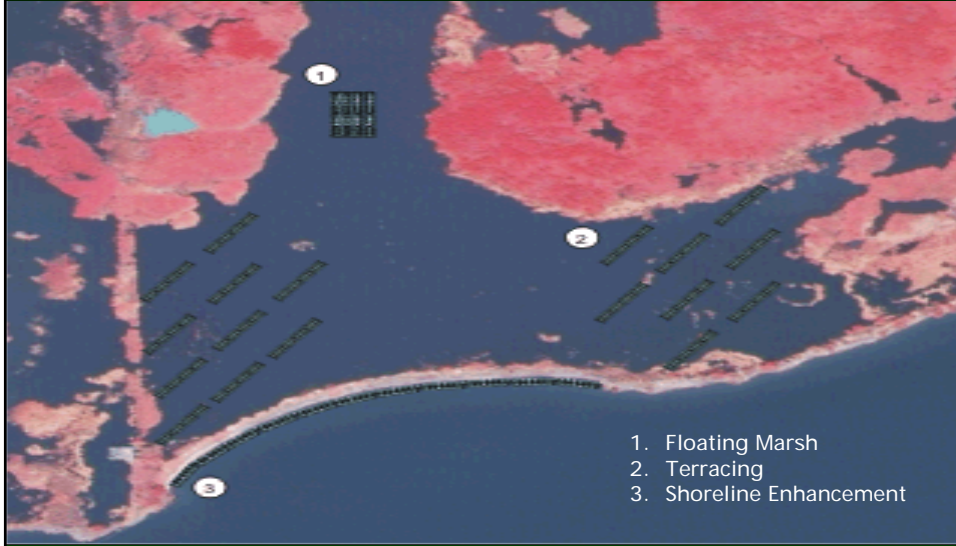 1
2
3
1. Floating Marsh
2. Terracing
3. Shoreline Enhancement